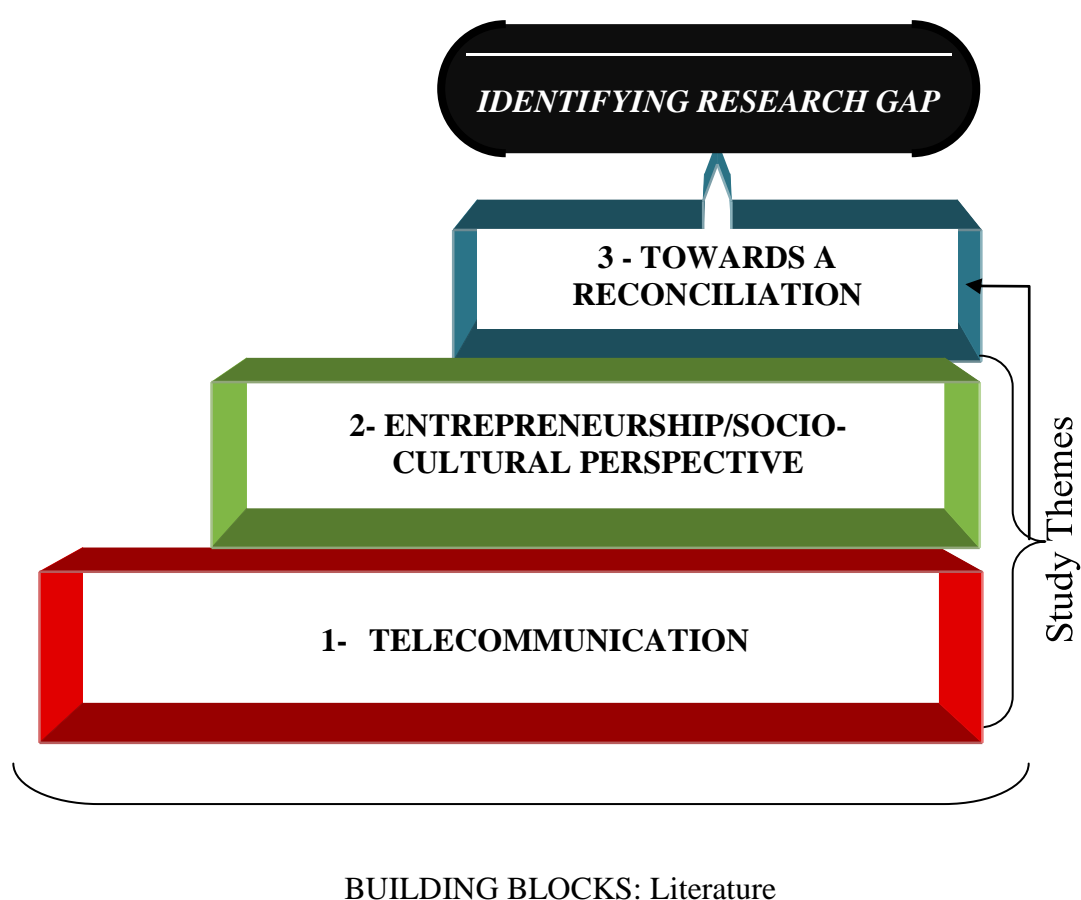 IDENTIFYING RESEARCH GAP
3 - TOWARDS A
RECONCILIATION
2- ENTREPRENEURSHIP/SOCIO-
CULTURAL PERSPECTIVE
1- TELECOMMUNICATION
Study Themes
BUILDING BLOCKS: Literature